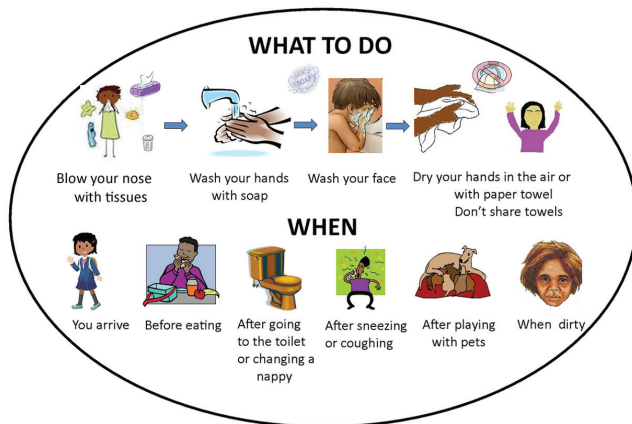 WHAT TO DO
SOAP
Blow your nose
with tissues
Wash your hands
with soap
Wash your face
Dry your hands in the air or
with paper towel
Don't share towels
WHEN
You arrive
Before eating
After going
to the toilet
or changing a
nappy
After sneezing
or coughing
After playing
with pets
When dirty